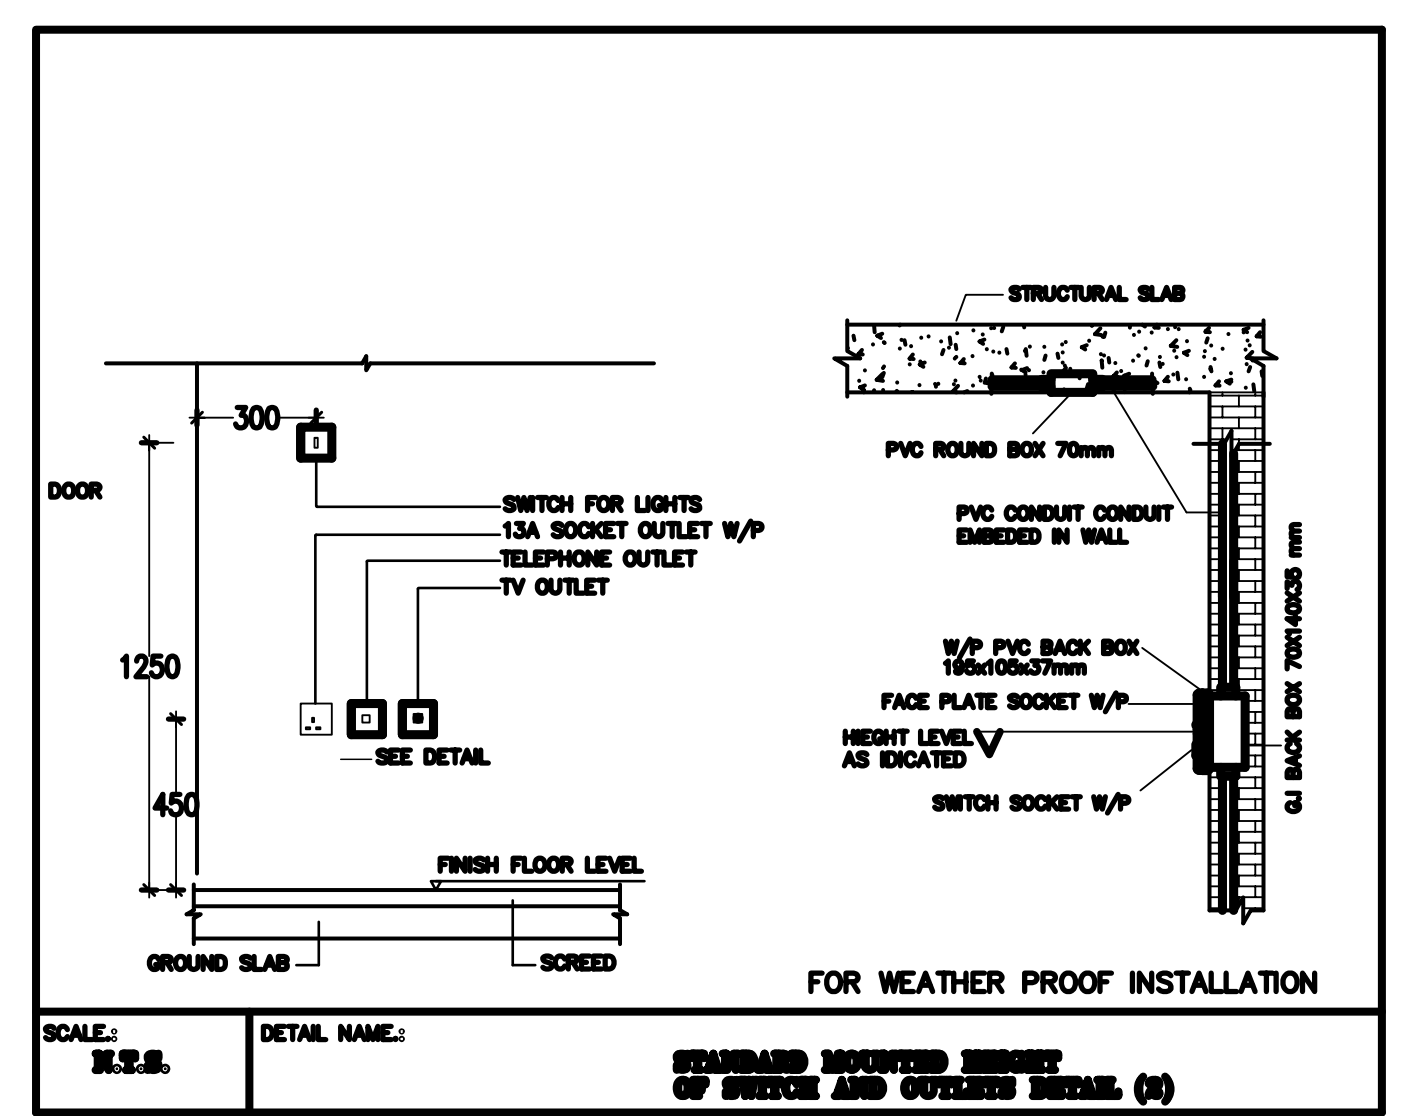 STRUCTURAL SLAB
300
PVC ROUND BOX 70mm
DOOR
SWITCH FOR LIGHTS
13A SOCKET OUTLET W/P
TELEPHONE OUTLET
TV OUTLET
PVC CONDUIT CONDUIT
EMBEDED IN WALL
1250
W/P PVC BACK BOX
195x105x37mm
FACE PLATE SOCKET W/P
HIEGHT LEVEL
AS IDICATED
G.I BACK BOX 70X140X35 mm
SEE DETAIL
450
SWITCH SOCKET W/P
FINISH FLOOR LEVEL
GROUND SLAB
SCREED
FOR WEATHER PROOF INSTALLATION
SCALE.:
N.T.S.
DETAIL NAME.:
STANDARD MOUNTED HEIGHT
OF SWITCH AND OUTLETS DETAIL (2)